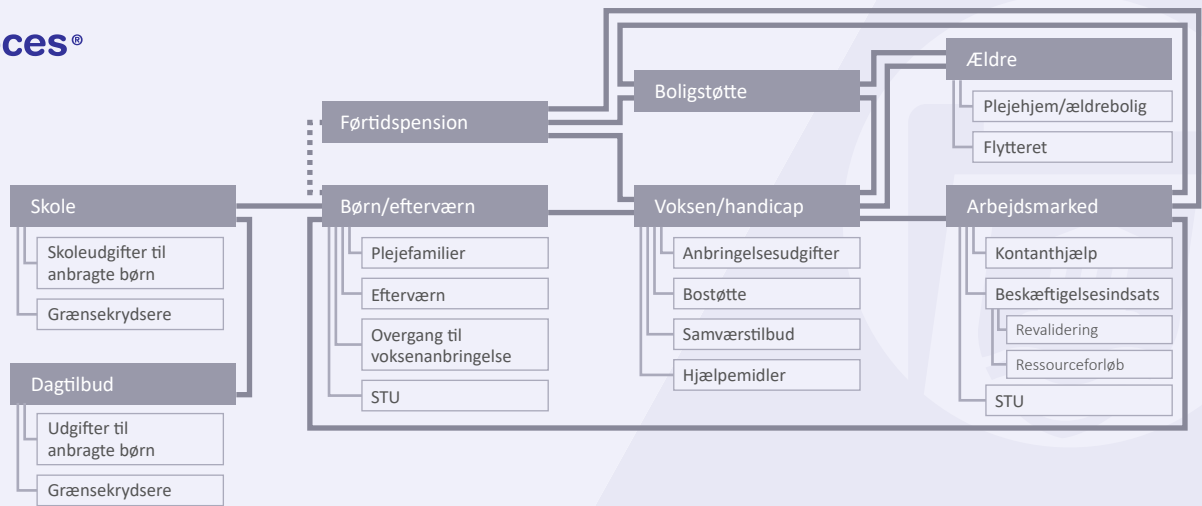 ces®
Skole
Skoleudgifter til
anbragte børn
Grænsekrydsere
Dagtilbud
Udgifter til
anbragte børn
Grænsekrydsere
Førtidspension
Børn/efterværn
Plejefamilier
Efterværn
Overgang til
voksenanbringelse
STU
Boligstøtte
Voksen/handicap
Anbringelsesudgifter
Bostøtte
Samværstilbud
Hjælpemidler
Ældre
Plejehjem/ældrebolig
Flytteret
Arbejdsmarked
Kontanthjælp
Beskæftigelsesindsats
Revalidering
Ressourceforløb
STU